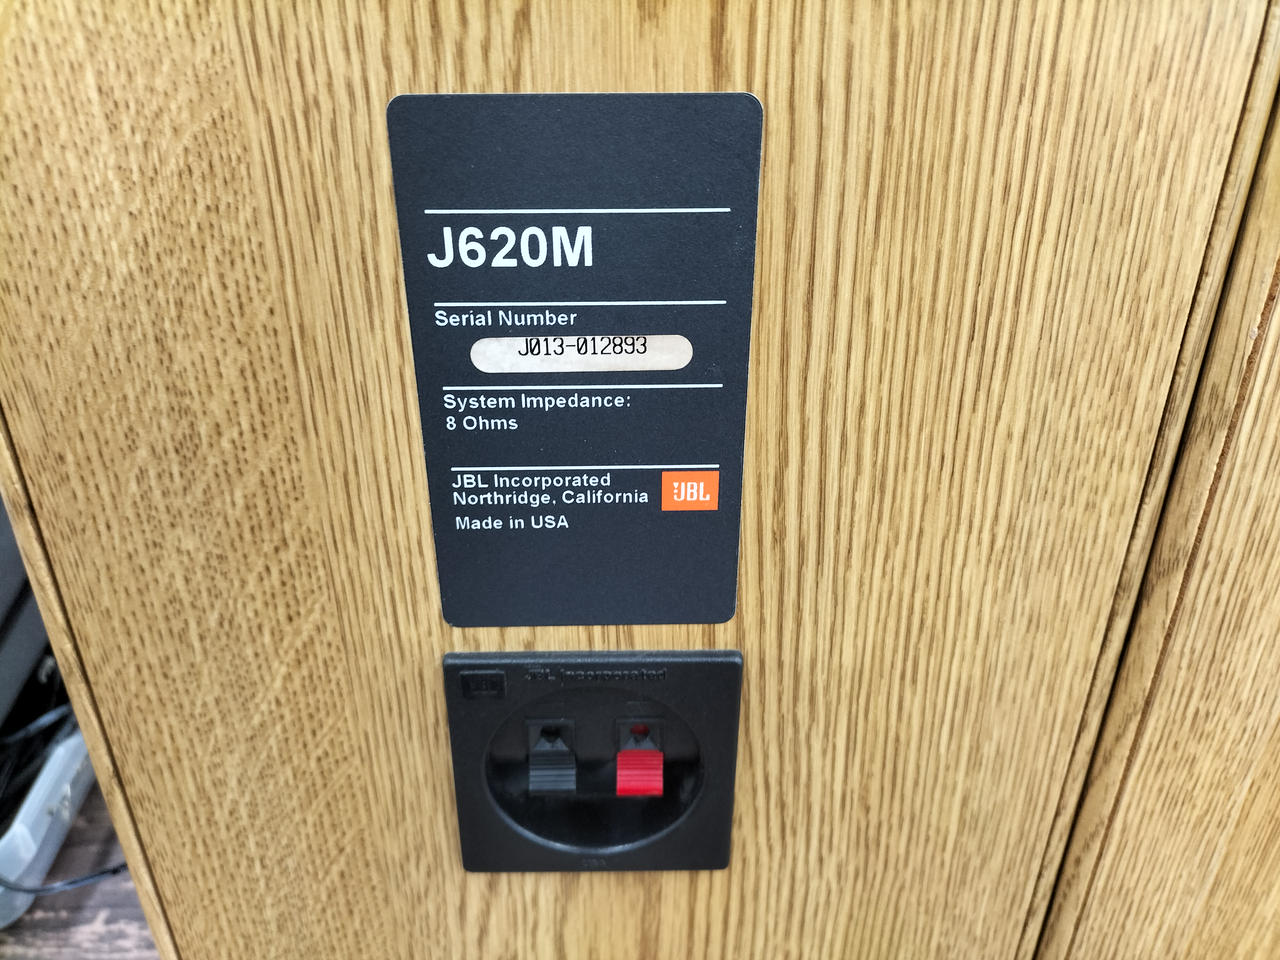 J620M
Serial Number
J013-012893
System Impedance:
8 Ohms
JBL Incorporated
Northridge, California
JBL
Made in USA
JBL Incorporated